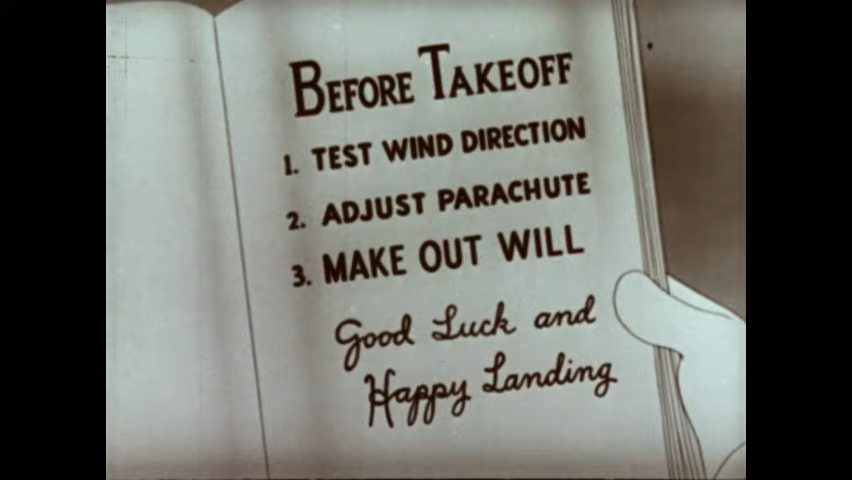 BEFORE TAKEOFF
1. TEST WIND DIRECTION
2. ADJUST PARACHUTE
3. MAKE OUT WILL
Good Luck and
Happy Landing